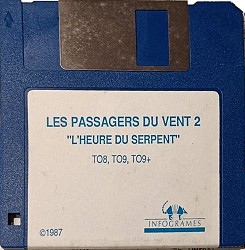 LES PASSAGERS DU VENT 2
"L'HEURE DU SERPENT"
TO8, TO9, TO9+
INFOGRAMES
©1987